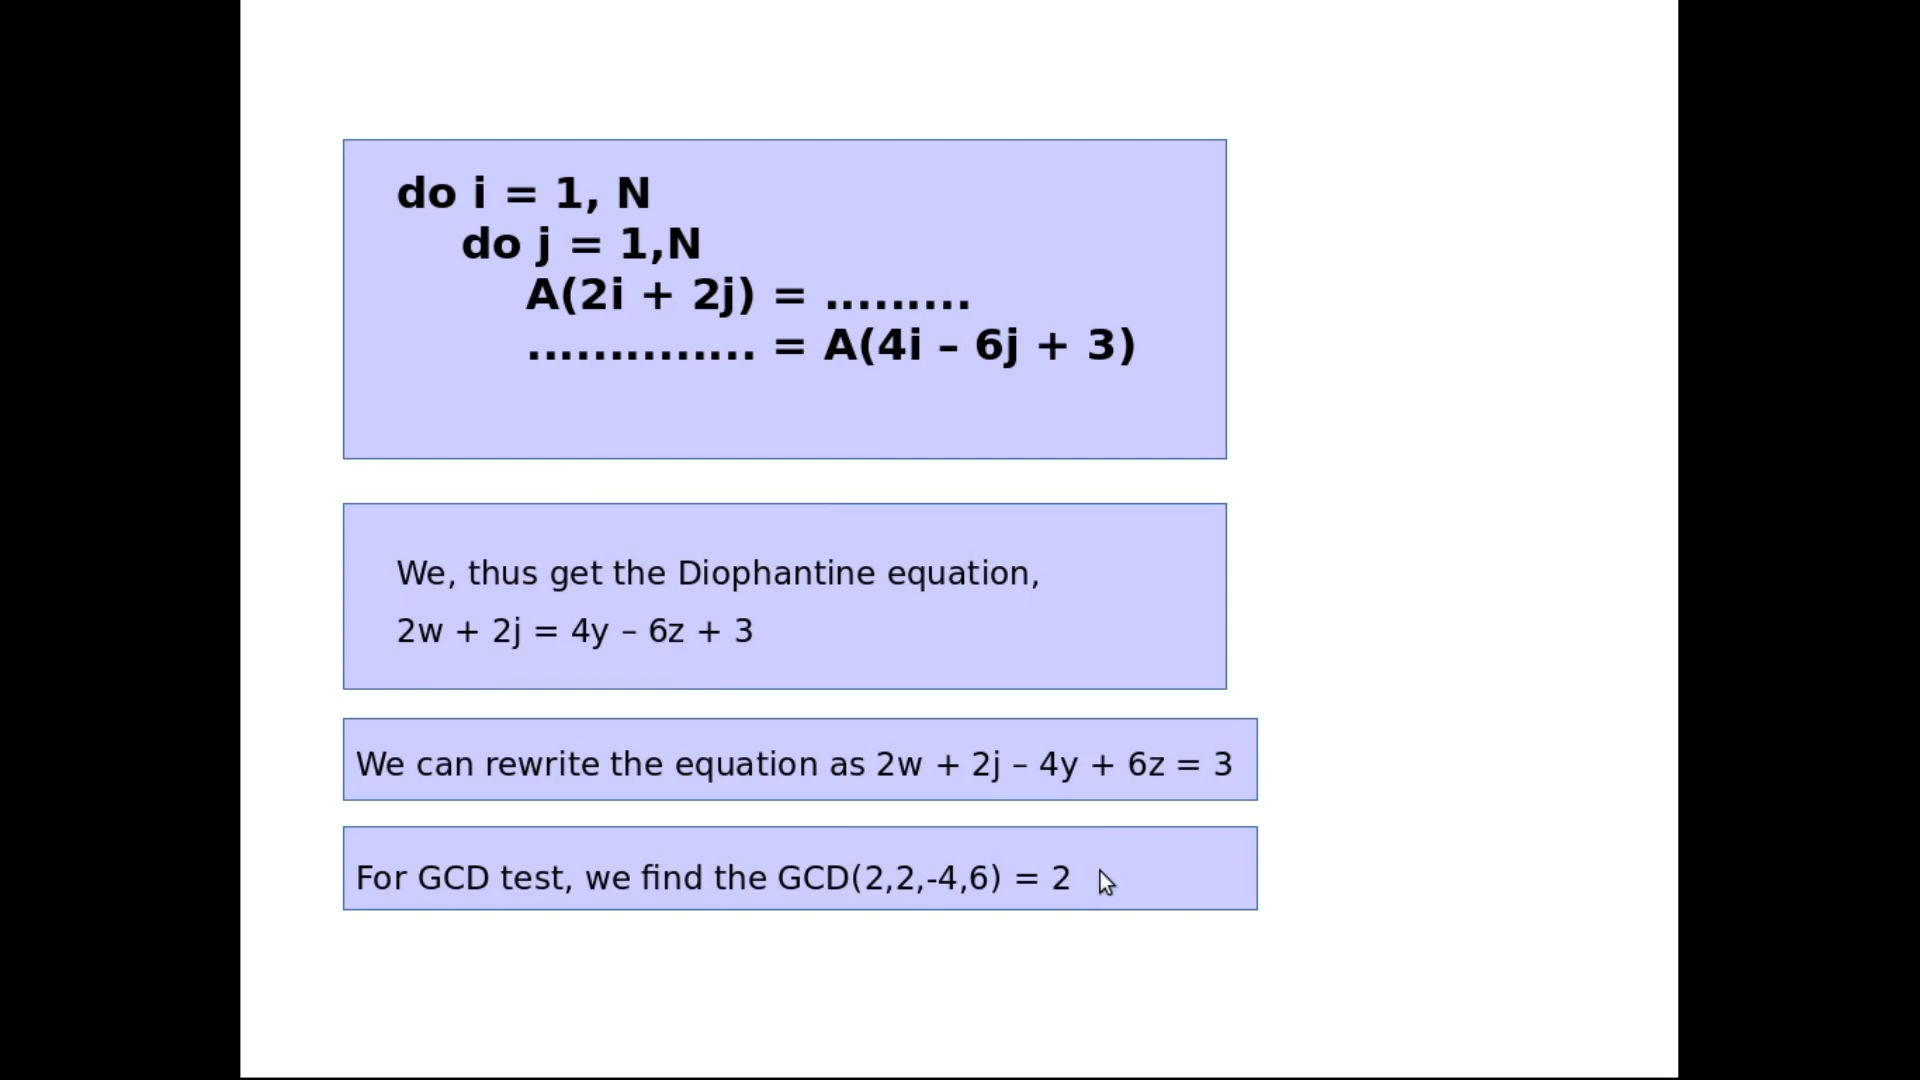 do i = 1, N
do j = 1,N
A(2i + 2j) = .........
.............. = A(4i – 6j + 3)
We, thus get the Diophantine equation,
2w + 2j = 4y – 6z + 3
We can rewrite the equation as 2w + 2j – 4y + 6z = 3
For GCD test, we find the GCD(2,2,-4,6) = 2